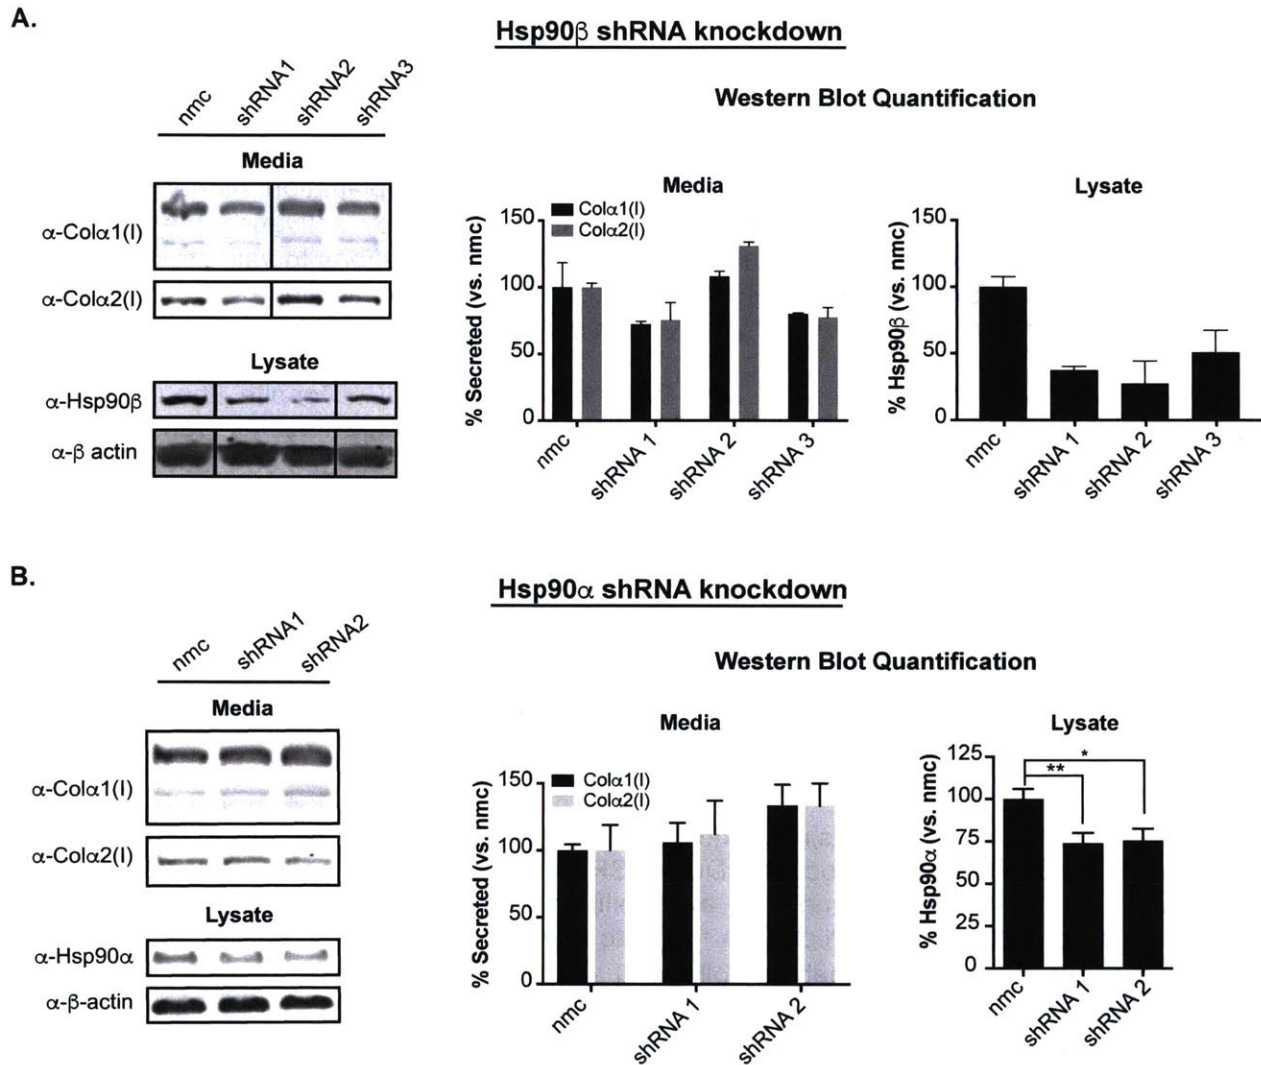 A.
Hsp90β shRNA knockdown
nmc
shRNA1
shRNA2
shRNA3
Media
α-Colα1(I)
α-Colα2(I)
Lysate
α-Hsp90β
α-β actin
Western Blot Quantification
Media
Colα1(I)
Colα2(I)
% Secreted (vs. nmc)
150
100
50
0
nmc
shRNA 1
shRNA 2
shRNA 3
Lysate
% Hsp90β (vs. nmc)
150
100
50
0
nmc
shRNA 1
shRNA 2
shRNA 3
B.
Hsp90α shRNA knockdown
nmc
shRNA1
shRNA2
Media
α-Colα1(I)
α-Colα2(I)
Lysate
α-Hsp90α
α-β-actin
Western Blot Quantification
Media
Colα1(I)
Colα2(I)
% Secreted (vs. nmc)
150
100
50
0
nmc
shRNA 1
shRNA 2
Lysate
% Hsp90α (vs. nmc)
125
100
75
50
25
0
*
**
nmc
shRNA 1
shRNA 2